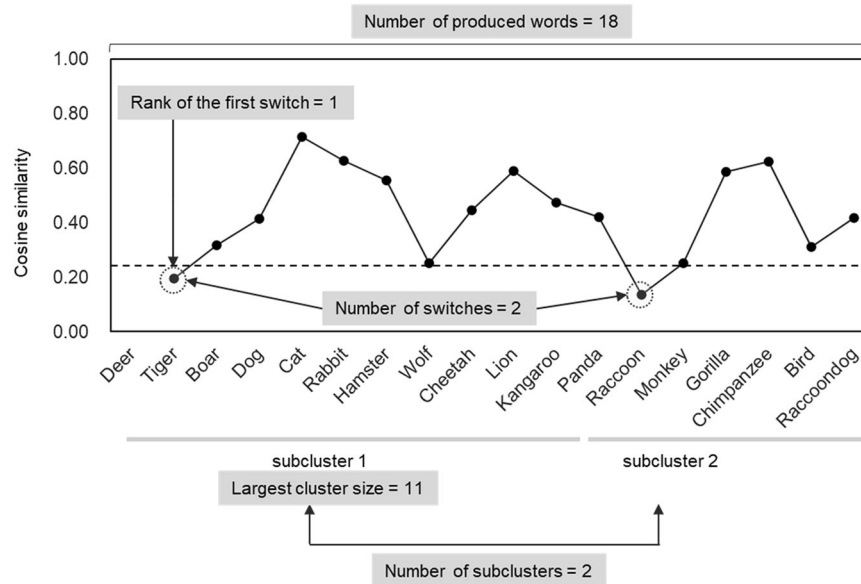 Number of produced words = 18
1.00
Rank of the first switch = 1
0.80
0.60
Cosine similarity
0.40
0.20
Number of switches = 2
0.00
Deer
Tiger
Boar
Dog
Cat
Rabbit
Hamster
Wolf
Cheetah
Lion
Kangaroo
Panda
Raccoon
Monkey
Gorilla
Chimpanzee
Bird
Raccoondog
subcluster 1
subcluster 2
Largest cluster size = 11
Number of subclusters = 2